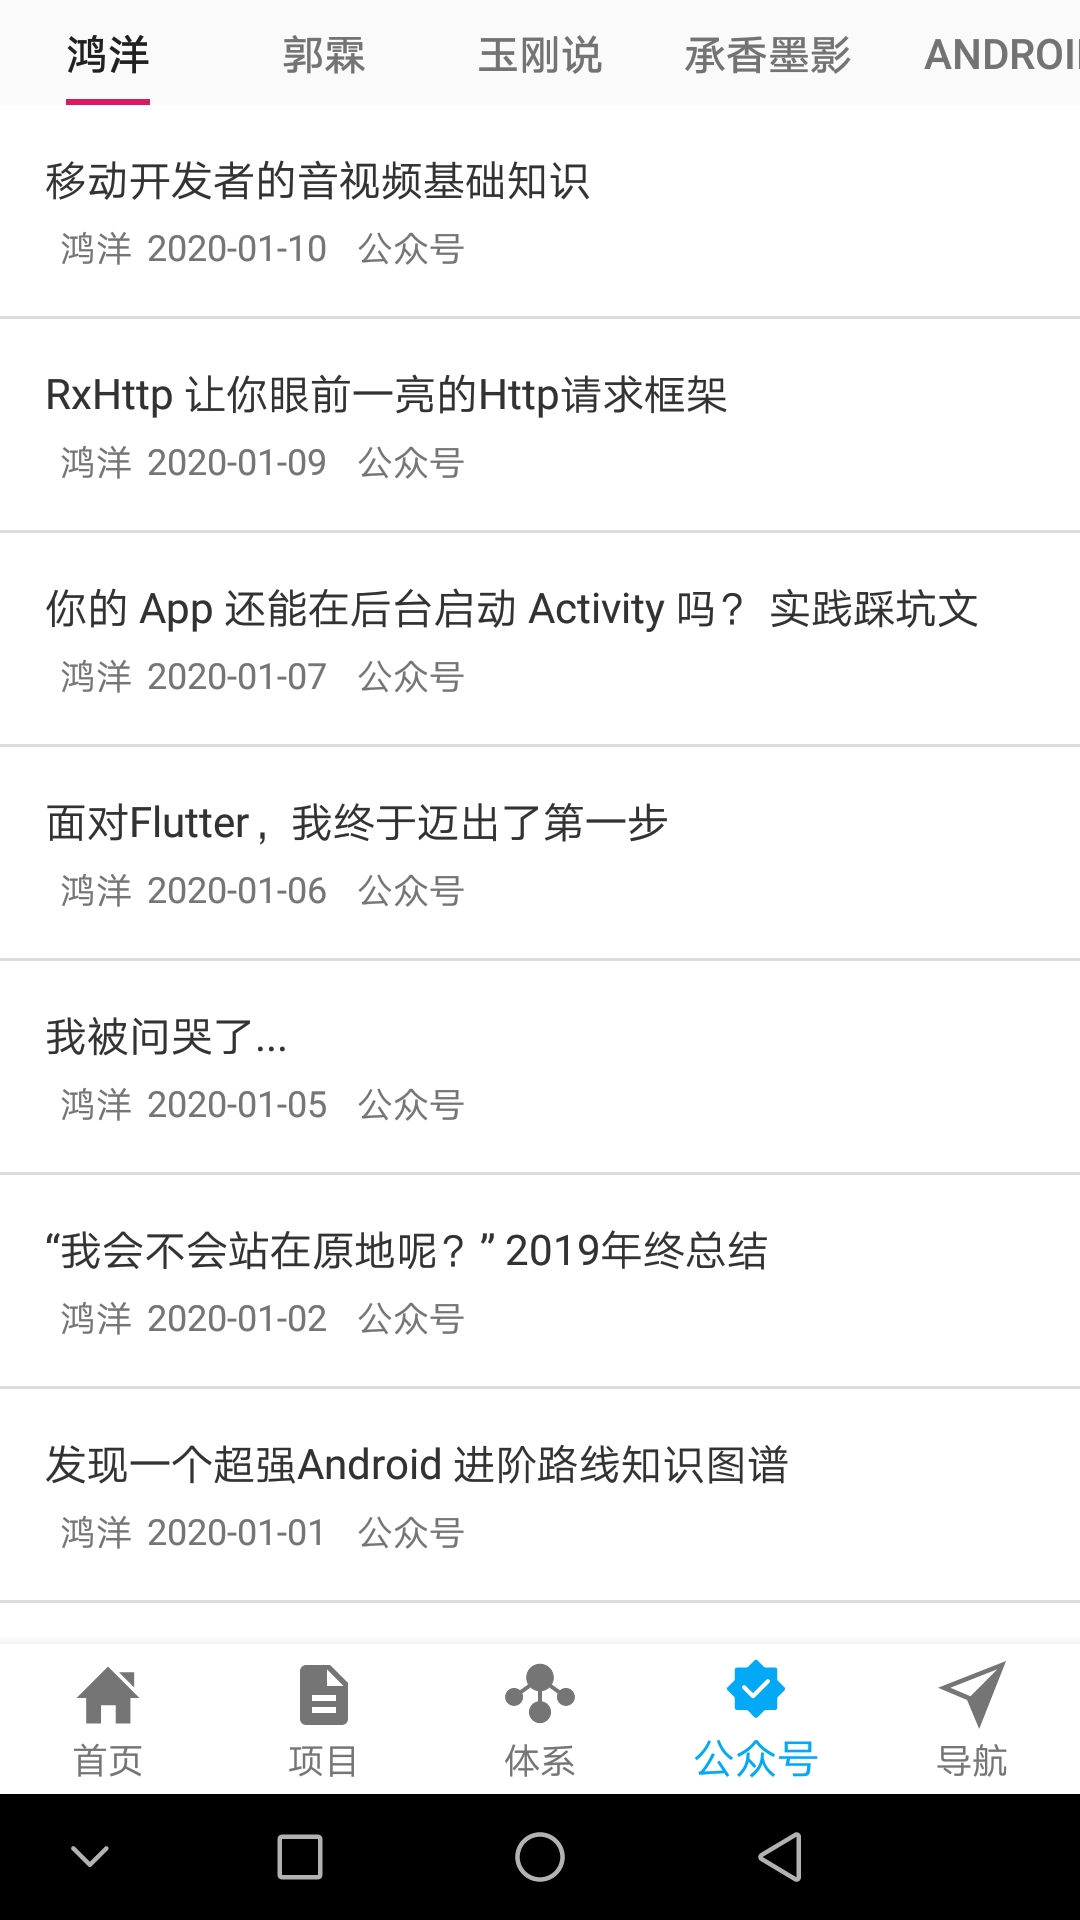 鸿洋 郭霖 玉刚说 承香墨影 ANDROI
移动开发者的音视频基础知识
鸿洋 2020-01-10 公众号
RxHttp 让你眼前一亮的Http请求框架
鸿洋 2020-01-09 公众号
你的 App 还能在后台启动 Activity 吗？ 实践踩坑文
鸿洋 2020-01-07 公众号
面对Flutter，我终于迈出了第一步
鸿洋 2020-01-06 公众号
我被问哭了...
鸿洋 2020-01-05 公众号
“我会不会站在原地呢？” 2019年终总结
鸿洋 2020-01-02 公众号
发现一个超强Android 进阶路线知识图谱
鸿洋 2020-01-01 公众号
首页 项目 体系 公众号 导航